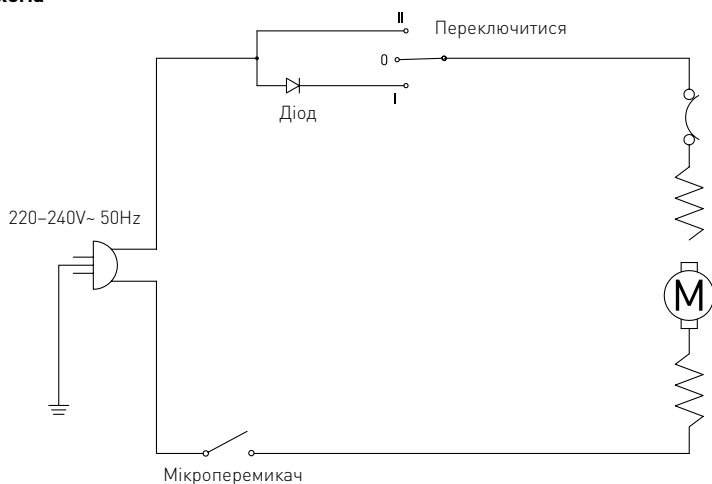 II
Переключитися
0
I
Діод
220–240V~ 50Hz
M
Мікроперемикач